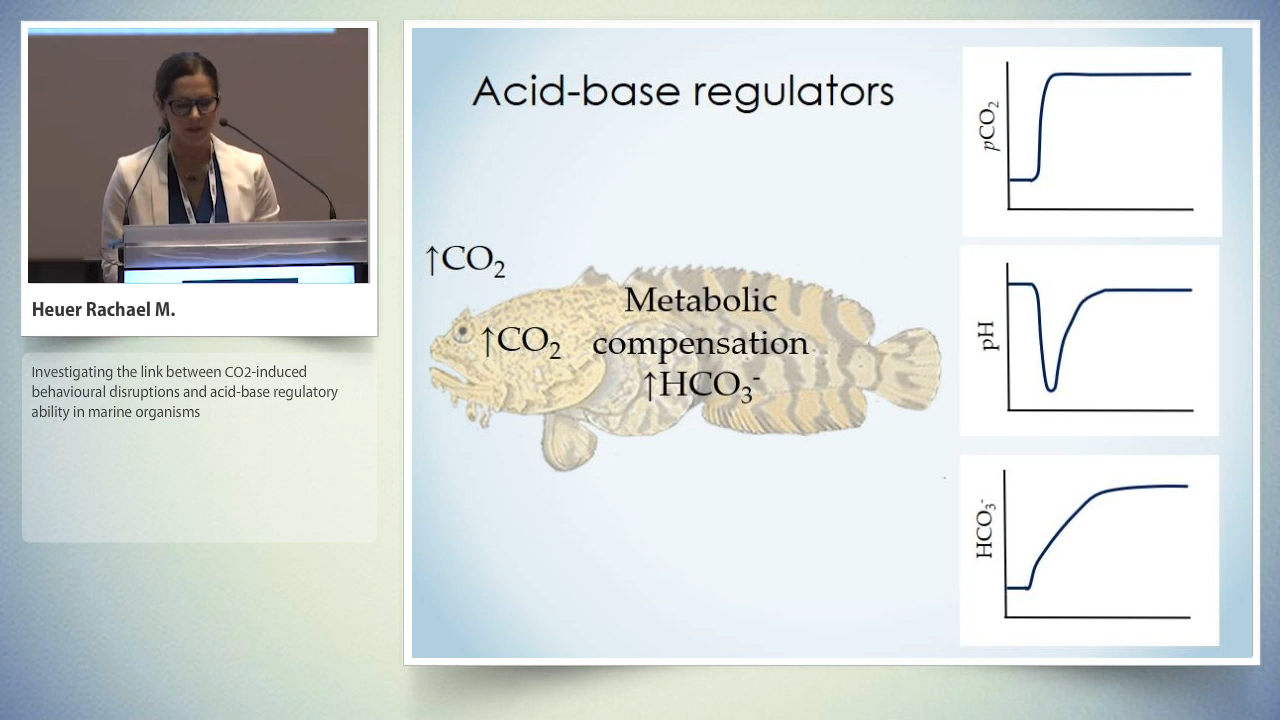 Heuer Rachael M.
Investigating the link between CO2-induced
behavioural disruptions and acid-base regulatory
ability in marine organisms
Acid-base regulators
↑CO₂
↑CO₂
Metabolic
compensation
↑HCO₃⁻
pCO₂
pH
HCO₃⁻